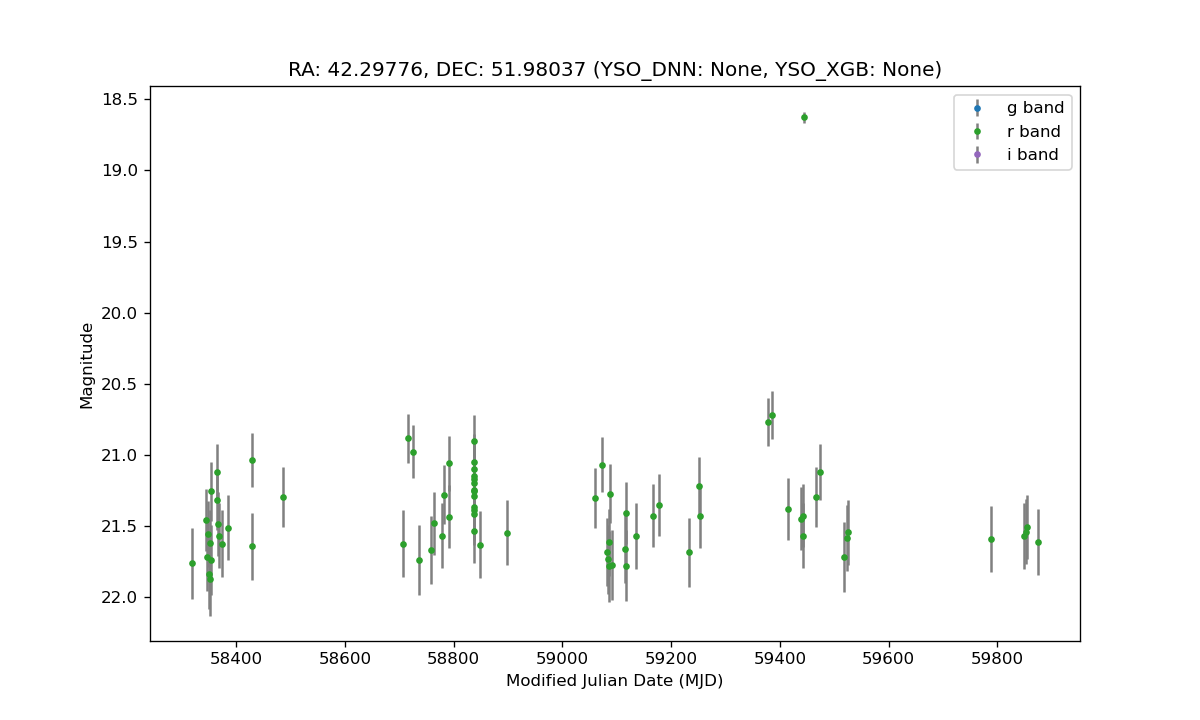 RA: 42.29776, DEC: 51.98037 (YSO_DNN: None, YSO_XGB: None)
g band
r band
i band
18.5
19.0
19.5
20.0
20.5
21.0
21.5
22.0
Magnitude
58400
58600
58800
59000
59200
59400
59600
59800
Modified Julian Date (MJD)